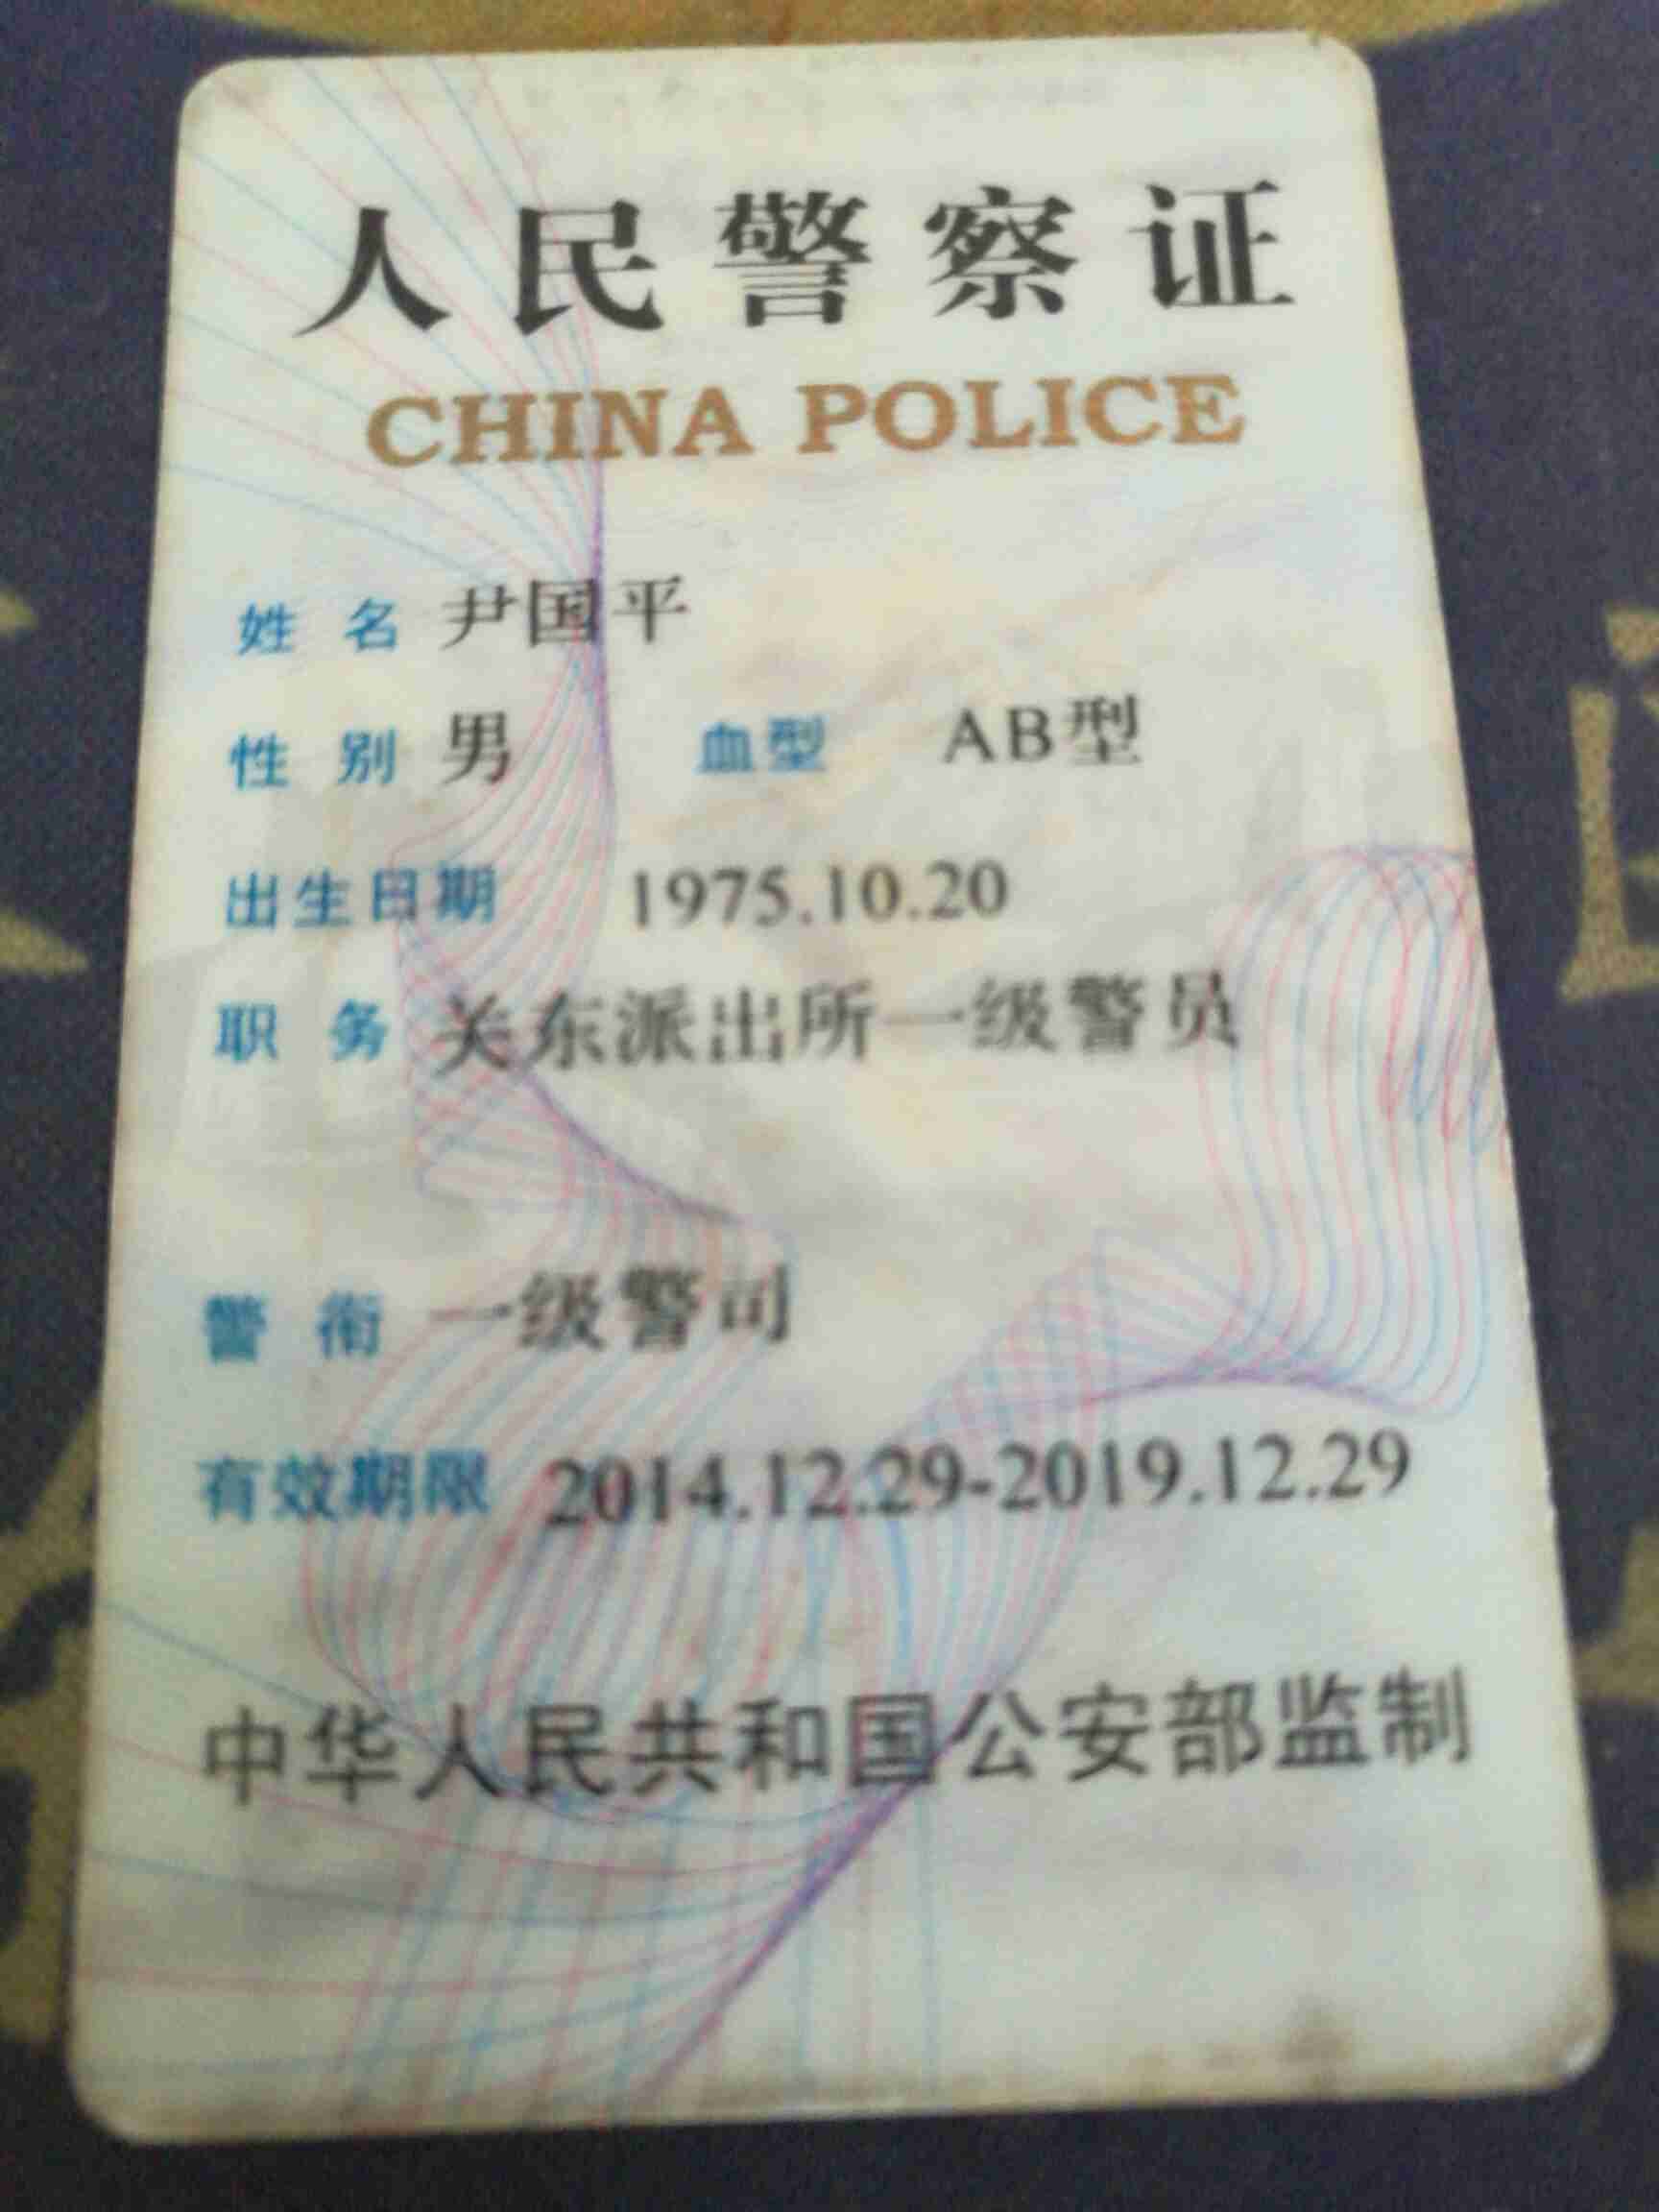 人民警察证
CHINA POLICE
姓 名 尹国平
性 别 男 血型 AB型
出生日期 1975.10.20
职 务 关东派出所一级警员
警 衔 一级警司
有效期限 2014.12.29-2019.12.29
中华人民共和国公安部监制